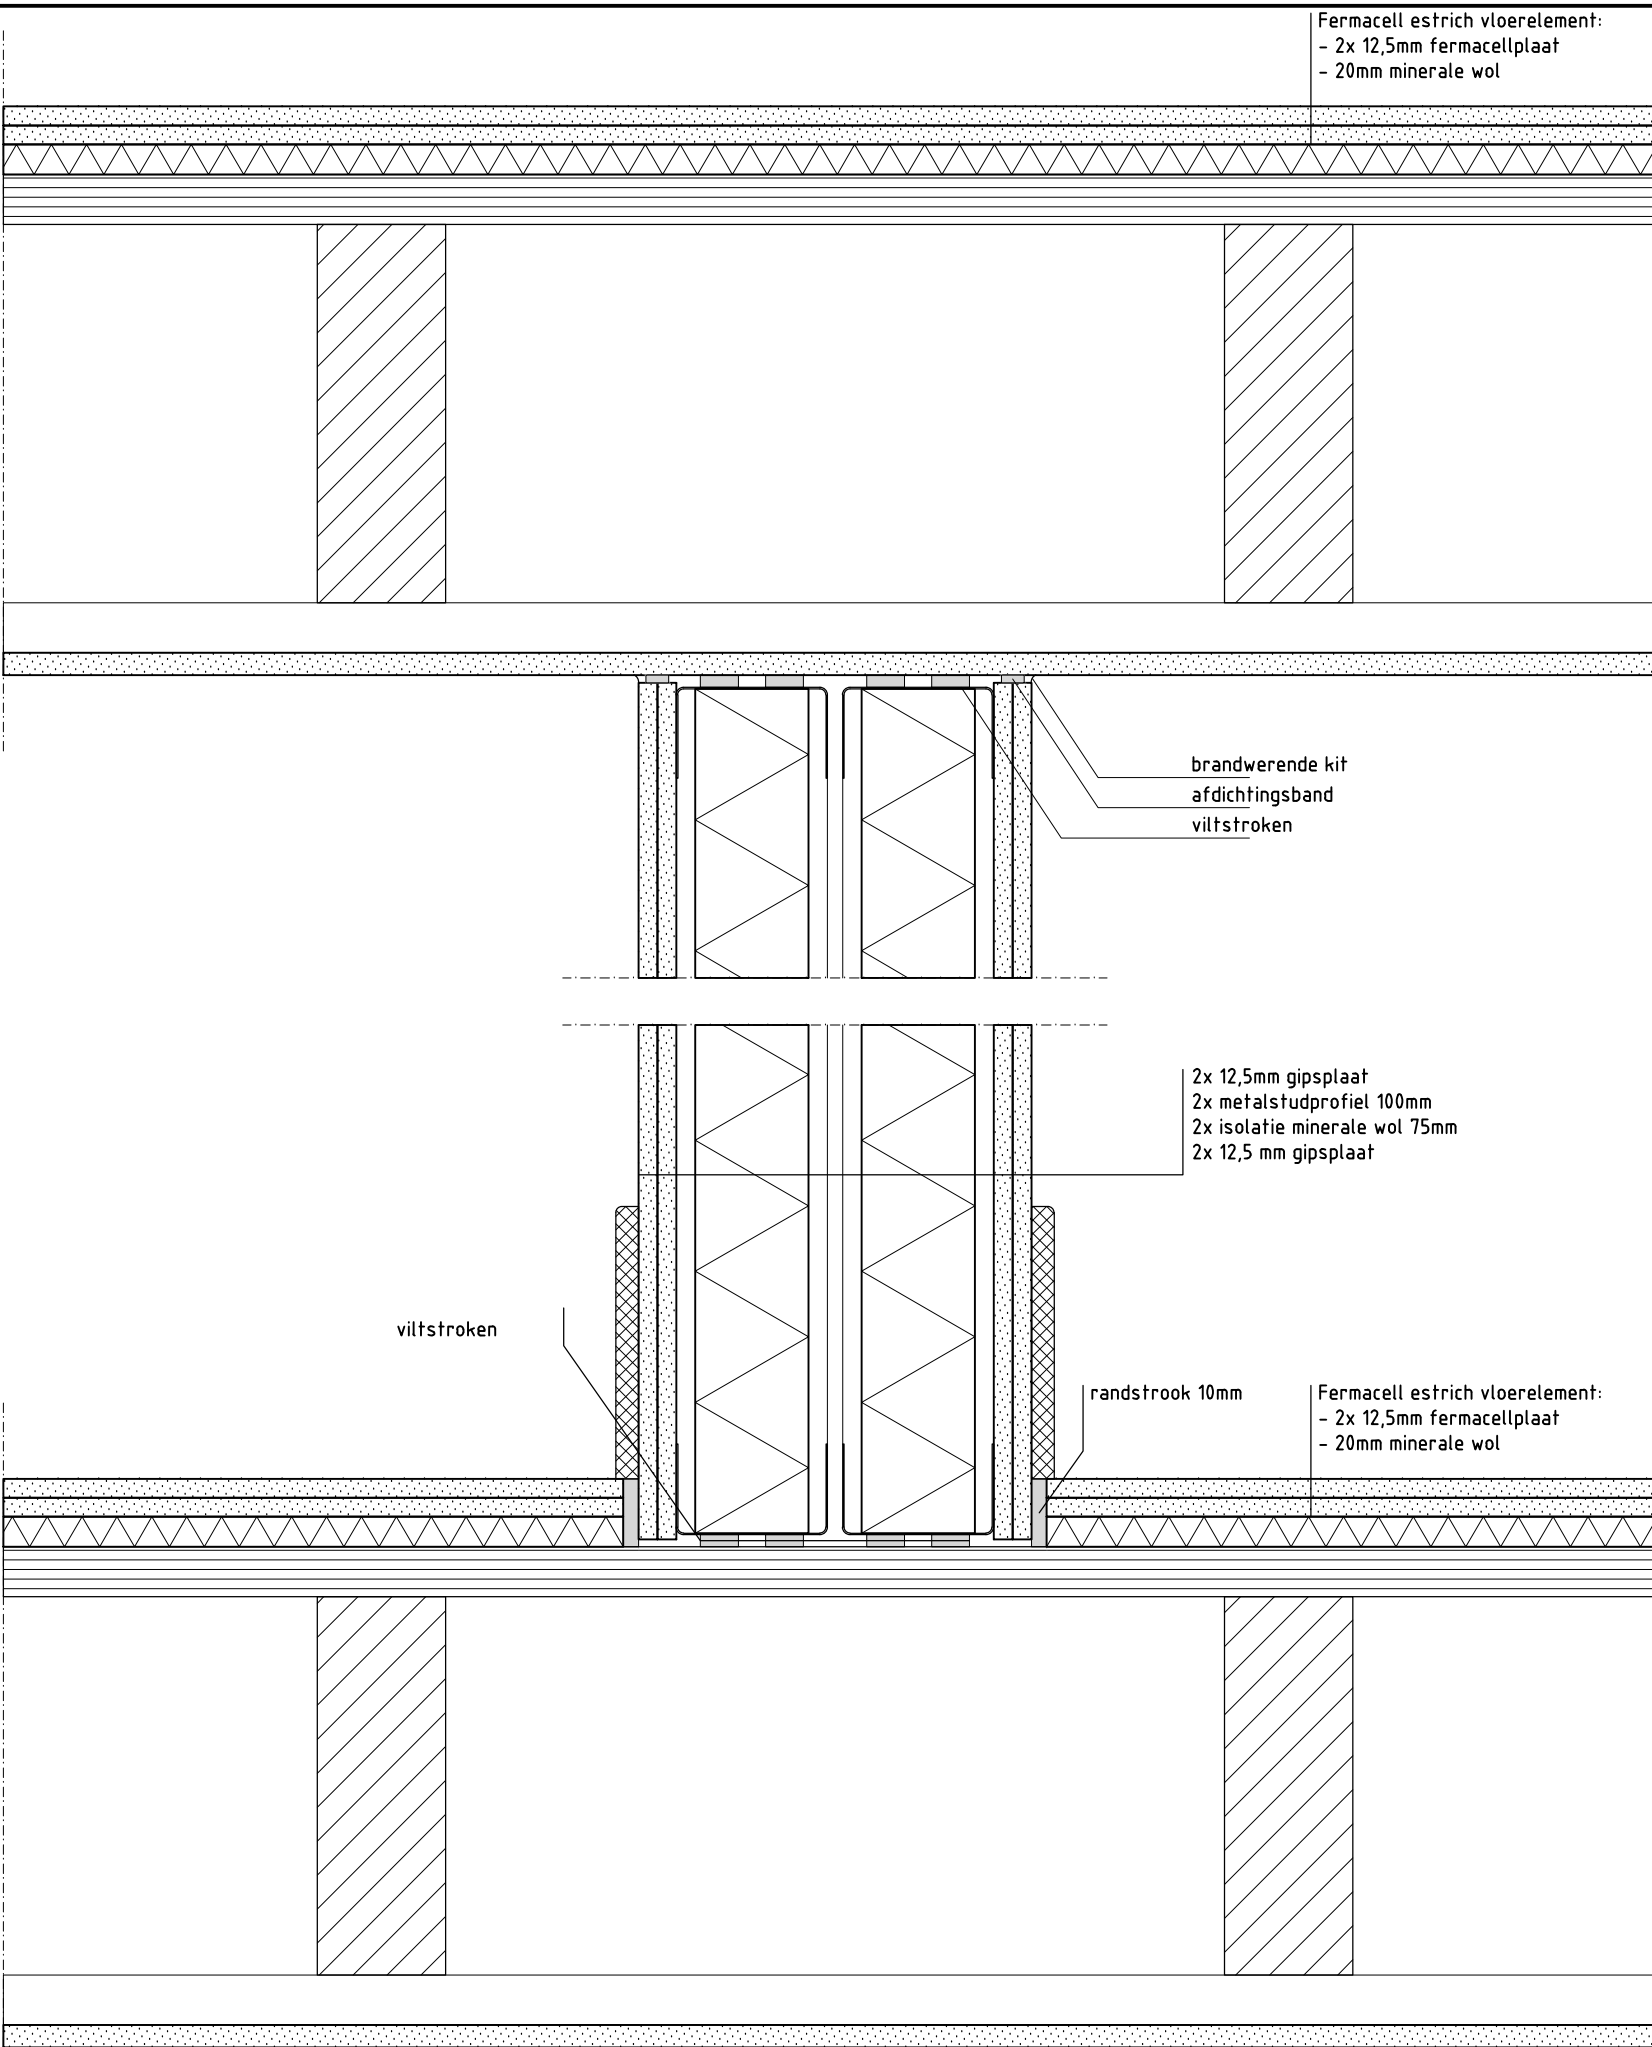 Fermacell estrich vloerelement:
- 2x 12,5mm fermacellplaat
- 20mm minerale wol
brandwerende kit
afdichtingsband
viltstroken
2x 12,5mm gipsplaat
2x metalstudprofiel 100mm
2x isolatie minerale wol 75mm
2x 12,5 mm gipsplaat
viltstroken
randstrook 10mm
Fermacell estrich vloerelement:
- 2x 12,5mm fermacellplaat
- 20mm minerale wol